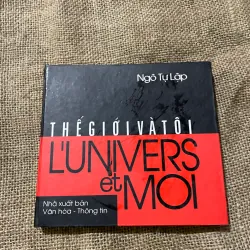 Ngô Tự Lập
THẾ GIỚI VÀ TÔI
L'UNIVERS
et MOI
Nhà xuất bản
Văn hóa - Thông tin